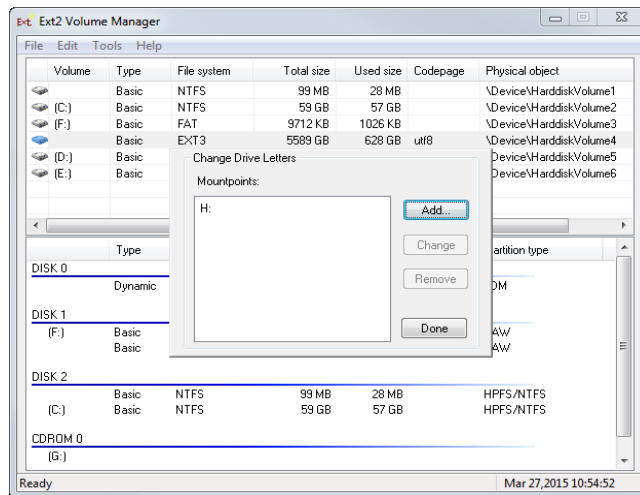 Ext2 Volume Manager
File Edit Tools Help
Volume Type File system Total size Used size Codepage Physical object
Basic NTFS 99 MB 28 MB \Device\HarddiskVolume1
(C:) Basic NTFS 59 GB 57 GB \Device\HarddiskVolume2
(F:) Basic FAT 9712 KB 1026 KB \Device\HarddiskVolume3
Basic EXT3 5589 GB 628 GB utf8 \Device\HarddiskVolume4
(D:) Basic Device\HarddiskVolume5
(E:) Basic Device\HarddiskVolume6
Change Drive Letters
Mountpoints:
H:
Add...
Change
Remove
Done
Type artition type
DISK 0
Dynamic DM
DISK 1
(F:) Basic AW
Basic AW
DISK 2
Basic NTFS 99 MB 28 MB HPFS/NTFS
(C:) Basic NTFS 59 GB 57 GB HPFS/NTFS
CDROM 0
(G:)
Ready Mar 27,2015 10:54:52